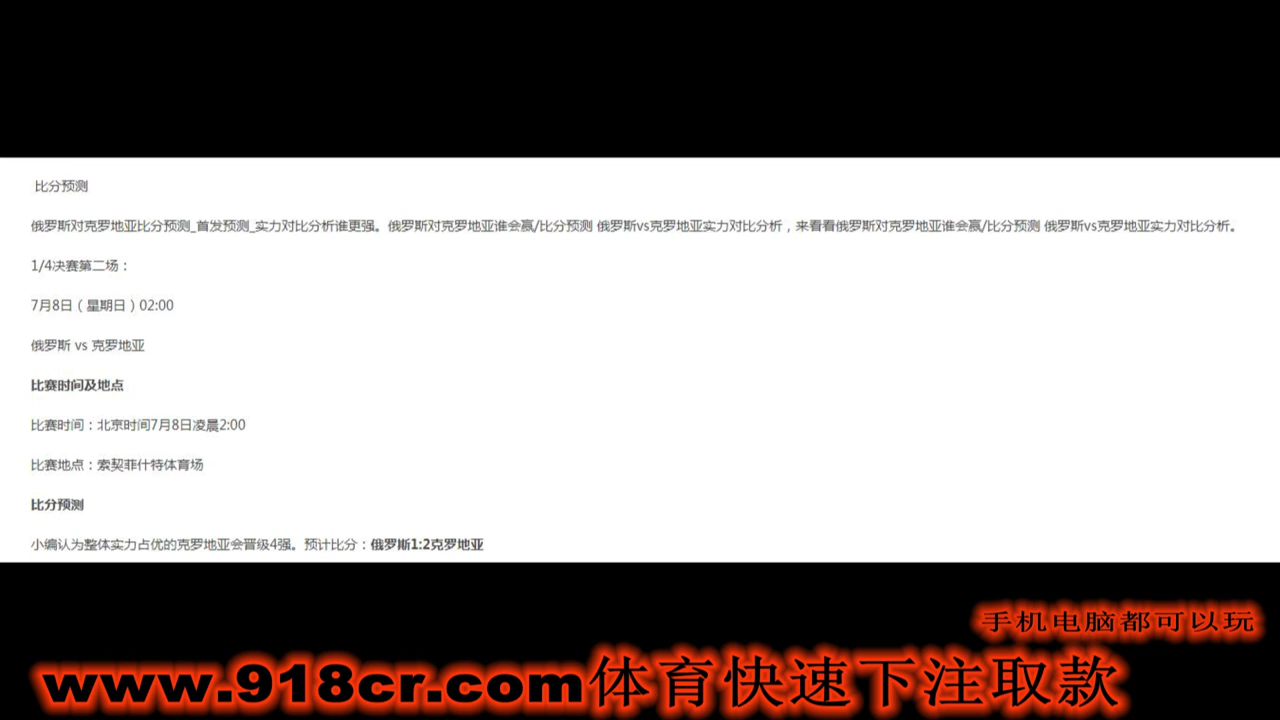 比分预测
俄罗斯对克罗地亚比分预测_首发预测_实力对比分析谁更强。俄罗斯对克罗地亚谁会赢/比分预测 俄罗斯vs克罗地亚实力对比分析，来看看俄罗斯对克罗地亚谁会赢/比分预测 俄罗斯vs克罗地亚实力对比分析。
1/4决赛第二场：
7月8日（星期日）02:00
俄罗斯 vs 克罗地亚
比赛时间及地点
比赛时间：北京时间7月8日凌晨2:00
比赛地点：索契菲什特体育场
比分预测
小编认为整体实力占优的克罗地亚会晋级4强。预计比分：俄罗斯1:2克罗地亚
手机电脑都可以玩
www.918cr.com体育快速下注取款